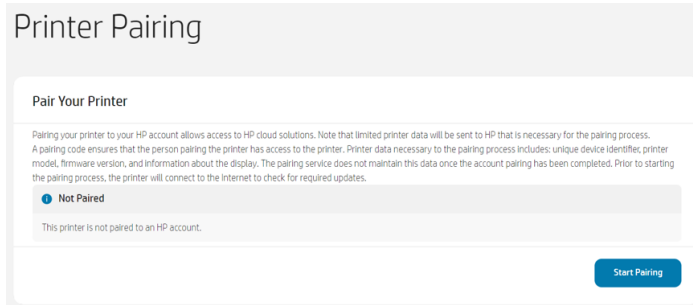 Printer Pairing
Pair Your Printer
Pairing your printer to your HP account allows access to HP cloud solutions. Note that limited printer data will be sent to HP that is necessary for the pairing process.
A pairing code ensures that the person pairing the printer has access to the printer. Printer data necessary to the pairing process includes: unique device identifier, printer
model, firmware version, and information about the display. The pairing service does not maintain this data once the account pairing has been completed. Prior to starting
the pairing process, the printer will connect to the Internet to check for required updates.
Not Paired
This printer is not paired to an HP account.
Start Pairing